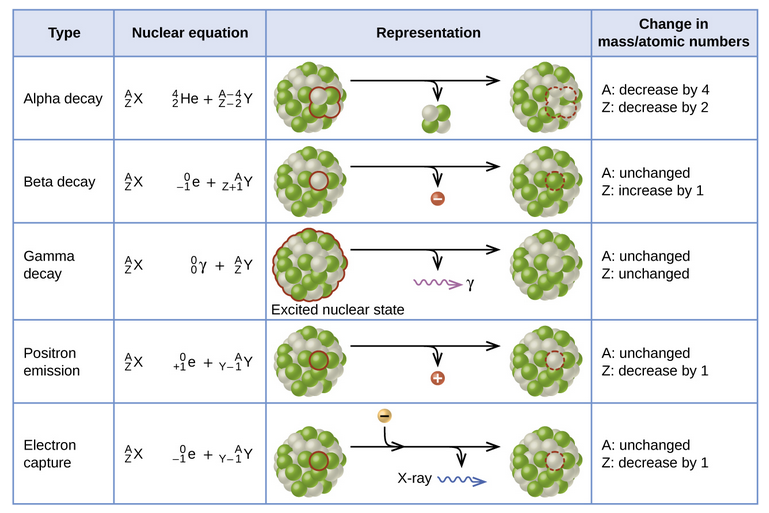 Type
Nuclear equation
Representation
Change in
mass/atomic numbers
Alpha decay
A
Z X 4
2 He + A–4
Z–2 Y
A: decrease by 4
Z: decrease by 2
Beta decay
A
Z X 0
–1 e + A
Z+1 Y
–
A: unchanged
Z: increase by 1
Gamma
decay
A
Z X 0
0 γ + A
Z Y
γ
Excited nuclear state
A: unchanged
Z: unchanged
Positron
emission
A
Z X 0
+1 e + A
Y–1 Y
+
A: unchanged
Z: decrease by 1
Electron
capture
A
Z X 0
–1 e + A
Y–1 Y
–
X-ray
A: unchanged
Z: decrease by 1